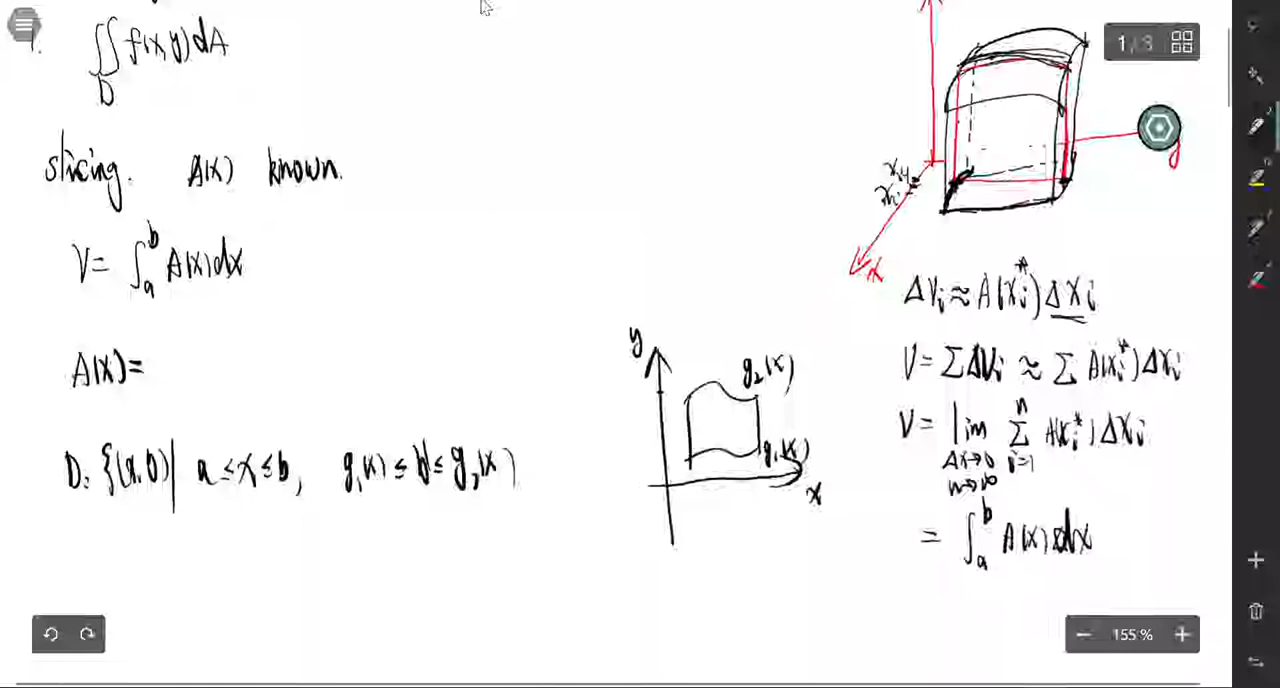 1. ∬_D f(x,y)dA
slicing. A(x) known.
V = ∫_a^b A(x)dx
A(x) =
D: {(x,y)| a ≤ x ≤ b, g₁(x) ≤ y ≤ g₂(x)
y
g₂(x)
g₁(x)
x
1 / 3
y
x
ΔVᵢ ≈ A(xᵢ*) Δxᵢ
V = ΣΔVᵢ ≈ Σ A(xᵢ*)Δxᵢ
V = lim_{Δx→0, n→∞} Σ_{i=1}^n A(xᵢ*)Δxᵢ
= ∫_a^b A(x)dx
155 %